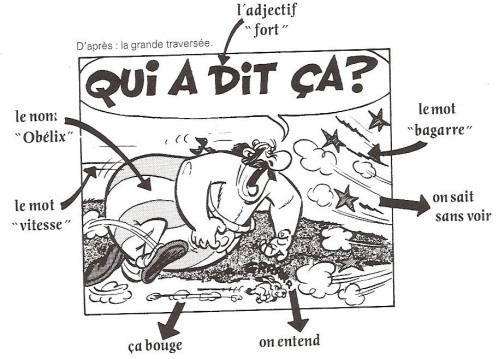 l'adjectif
"fort"
D'après : la grande traversée.
QUI A DIT ÇA?
le nom:
"Obélix"
le mot
"bagarre"
le mot
"vitesse"
on sait
sans voir
ça bouge
on entend